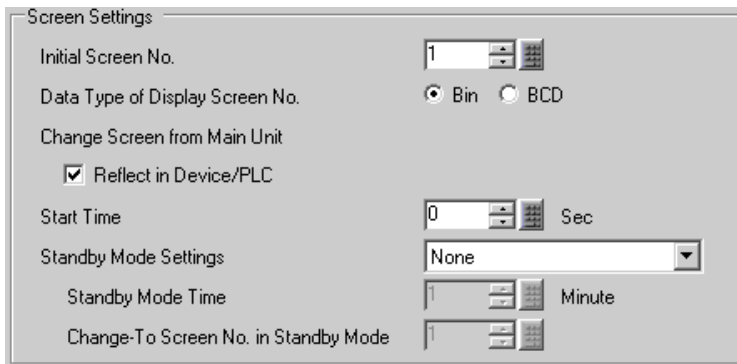 Screen Settings
Initial Screen No. 1
Data Type of Display Screen No. Bin BCD
Change Screen from Main Unit
Reflect in Device/PLC
Start Time 0 Sec
Standby Mode Settings None
Standby Mode Time 1 Minute
Change-To Screen No. in Standby Mode 1